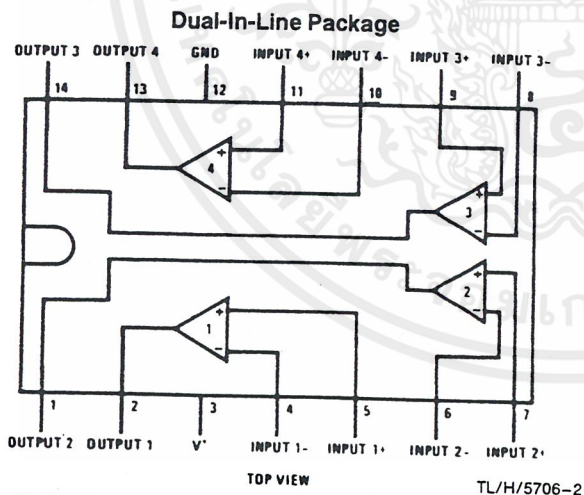 Dual-In-Line Package
OUTPUT 3 OUTPUT 4 GND INPUT 4+ INPUT 4- INPUT 3+ INPUT 3-
14 13 12 11 10 9 8
+
4
-
+
3
-
+
2
-
+
1
-
1 2 3 4 5 6 7
OUTPUT 2 OUTPUT 1 V+ INPUT 1- INPUT 1+ INPUT 2- INPUT 2+
TOP VIEW
TL/H/5706-2